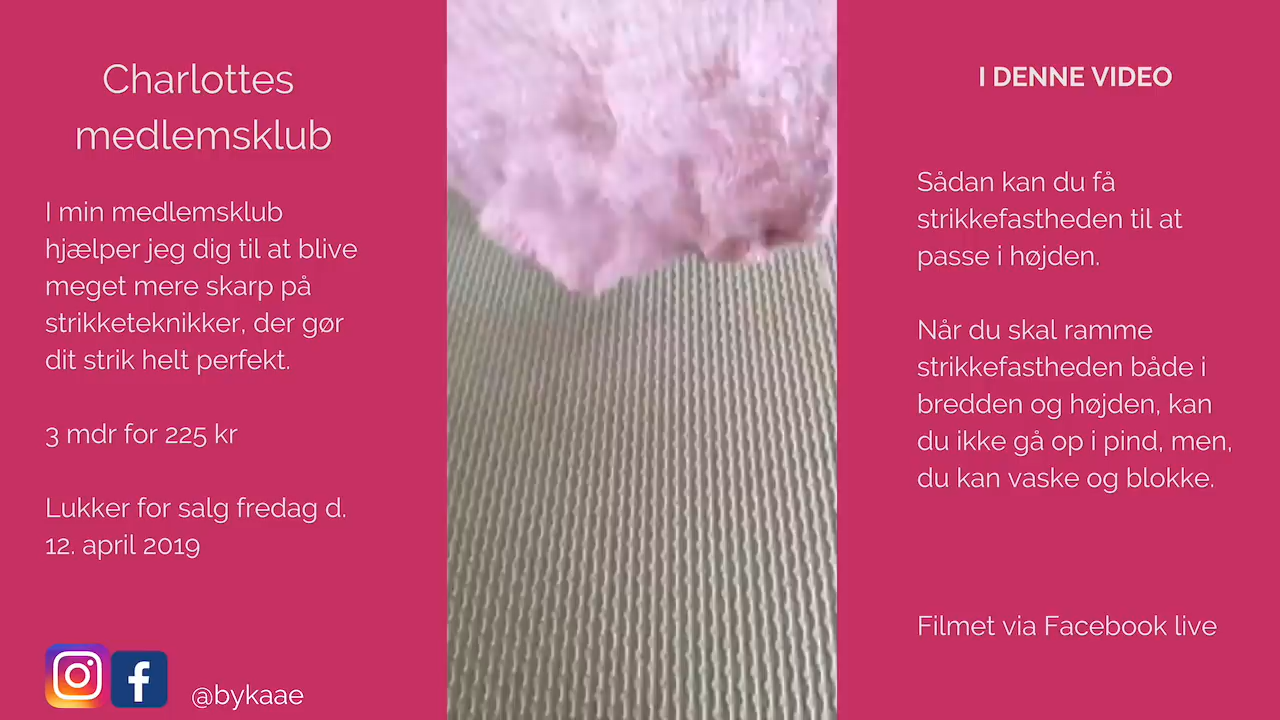 Charlottes
medlemsklub
I min medlemsklub
hjælper jeg dig til at blive
meget mere skarp på
strikketeknikker, der gør
dit strik helt perfekt.
3 mdr for 225 kr
Lukker for salg fredag d.
12. april 2019
@bykaae
I DENNE VIDEO
Sådan kan du få
strikkefastheden til at
passe i højden.
Når du skal ramme
strikkefastheden både i
bredden og højden, kan
du ikke gå op i pind, men,
du kan vaske og blokke.
Filmet via Facebook live